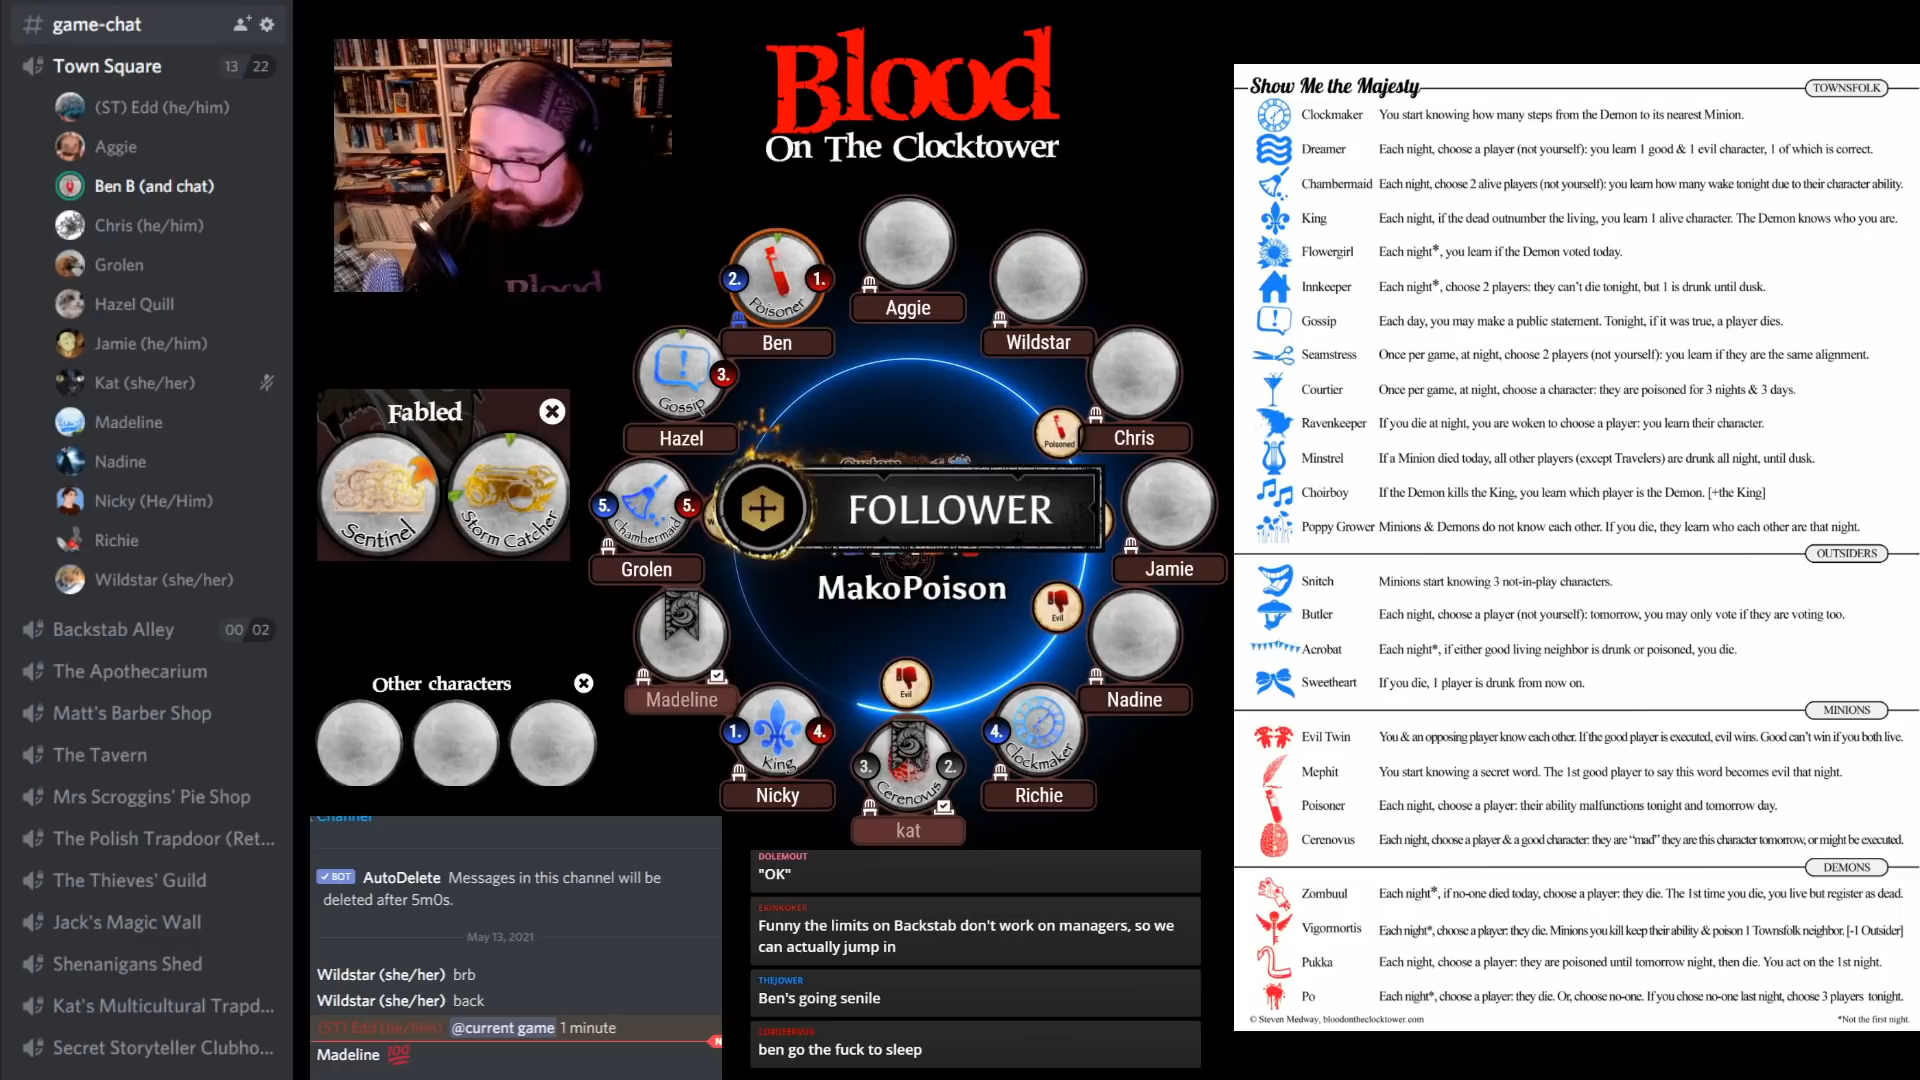 game-chat
Town Square 13 22
(ST) Edd (he/him)
Aggie
Ben B (and chat)
Chris (he/him)
Grolen
Hazel Quill
Jamie (he/him)
Kat (she/her)
Madeline
Nadine
Nicky (He/Him)
Richie
Wildstar (she/her)
Backstab Alley 00 02
The Apothecarium
Matt's Barber Shop
The Tavern
Mrs Scroggins' Pie Shop
The Polish Trapdoor (Ret...
The Thieves' Guild
Jack's Magic Wall
Shenanigans Shed
Kat's Multicultural Trapd...
Secret Storyteller Clubho...
Blood
On The Clocktower
Blood
Fabled
Sentinel
Storm Catcher
Other characters
2.
Poisoner
1.
Ben
Aggie
Wildstar
Gossip
3.
Hazel
Poisoned
Chris
5.
Chambermaid
5.
Grolen
FOLLOWER
MakoPoison
Jamie
Evil
Madeline
Nadine
Evil
1.
King
4.
Nicky
3.
Cerenovus
2.
kat
4.
Clockmaker
Richie
Channel
BOT AutoDelete Messages in this channel will be
deleted after 5m0s.
May 13, 2021
Wildstar (she/her) brb
Wildstar (she/her) back
(ST) Edd (he/him) @current game 1 minute
Madeline 💯
DOLEMOUT
"OK"
EKINKOKER
Funny the limits on Backstab don't work on managers, so we
can actually jump in
THEJOWER
Ben's going senile
LORDFERVUS
ben go the fuck to sleep
Show Me the Majesty
TOWNSFOLK
Clockmaker You start knowing how many steps from the Demon to its nearest Minion.
Dreamer Each night, choose a player (not yourself): you learn 1 good & 1 evil character, 1 of which is correct.
Chambermaid Each night, choose 2 alive players (not yourself): you learn how many wake tonight due to their character ability.
King Each night, if the dead outnumber the living, you learn 1 alive character. The Demon knows who you are.
Flowergirl Each night*, you learn if the Demon voted today.
Innkeeper Each night*, choose 2 players: they can't die tonight, but 1 is drunk until dusk.
Gossip Each day, you may make a public statement. Tonight, if it was true, a player dies.
Seamstress Once per game, at night, choose 2 players (not yourself): you learn if they are the same alignment.
Courtier Once per game, at night, choose a character: they are poisoned for 3 nights & 3 days.
Ravenkeeper If you die at night, you are woken to choose a player: you learn their character.
Minstrel If a Minion died today, all other players (except Travelers) are drunk all night, until dusk.
Choirboy If the Demon kills the King, you learn which player is the Demon. [+the King]
Poppy Grower Minions & Demons do not know each other. If you die, they learn who each other are that night.
OUTSIDERS
Snitch Minions start knowing 3 not-in-play characters.
Butler Each night, choose a player (not yourself): tomorrow, you may only vote if they are voting too.
Acrobat Each night*, if either good living neighbor is drunk or poisoned, you die.
Sweetheart If you die, 1 player is drunk from now on.
MINIONS
Evil Twin You & an opposing player know each other. If the good player is executed, evil wins. Good can't win if you both live.
Mephit You start knowing a secret word. The 1st good player to say this word becomes evil that night.
Poisoner Each night, choose a player: their ability malfunctions tonight and tomorrow day.
Cerenovus Each night, choose a player & a good character: they are “mad” they are this character tomorrow, or might be executed.
DEMONS
Zombuul Each night*, if no-one died today, choose a player: they die. The 1st time you die, you live but register as dead.
Vigormortis Each night*, choose a player: they die. Minions you kill keep their ability & poison 1 Townsfolk neighbor. [-1 Outsider]
Pukka Each night, choose a player: they are poisoned until tomorrow night, then die. You act on the 1st night.
Po Each night*, choose a player: they die. Or, choose no-one. If you chose no-one last night, choose 3 players tonight.
© Steven Medway, bloodontheclocktower.com *Not the first night.